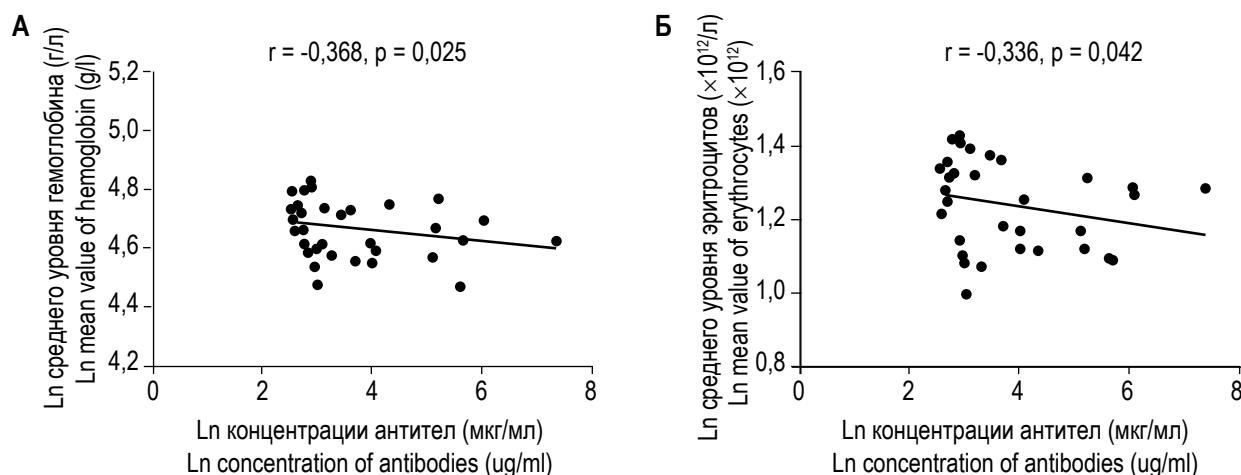 А
r = -0,368, p = 0,025
Ln среднего уровня гемоглобина (г/л)
Ln mean value of hemoglobin (g/l)
5,2
5,0
4,8
4,6
4,4
4,2
0
2
4
6
8
Ln концентрации антител (мкг/мл)
Ln concentration of antibodies (ug/ml)
Б
r = -0,336, p = 0,042
Ln среднего уровня эритроцитов (×10¹²/л)
Ln mean value of erythrocytes (×10¹²)
1,6
1,4
1,2
1,0
0,8
0
2
4
6
8
Ln концентрации антител (мкг/мл)
Ln concentration of antibodies (ug/ml)